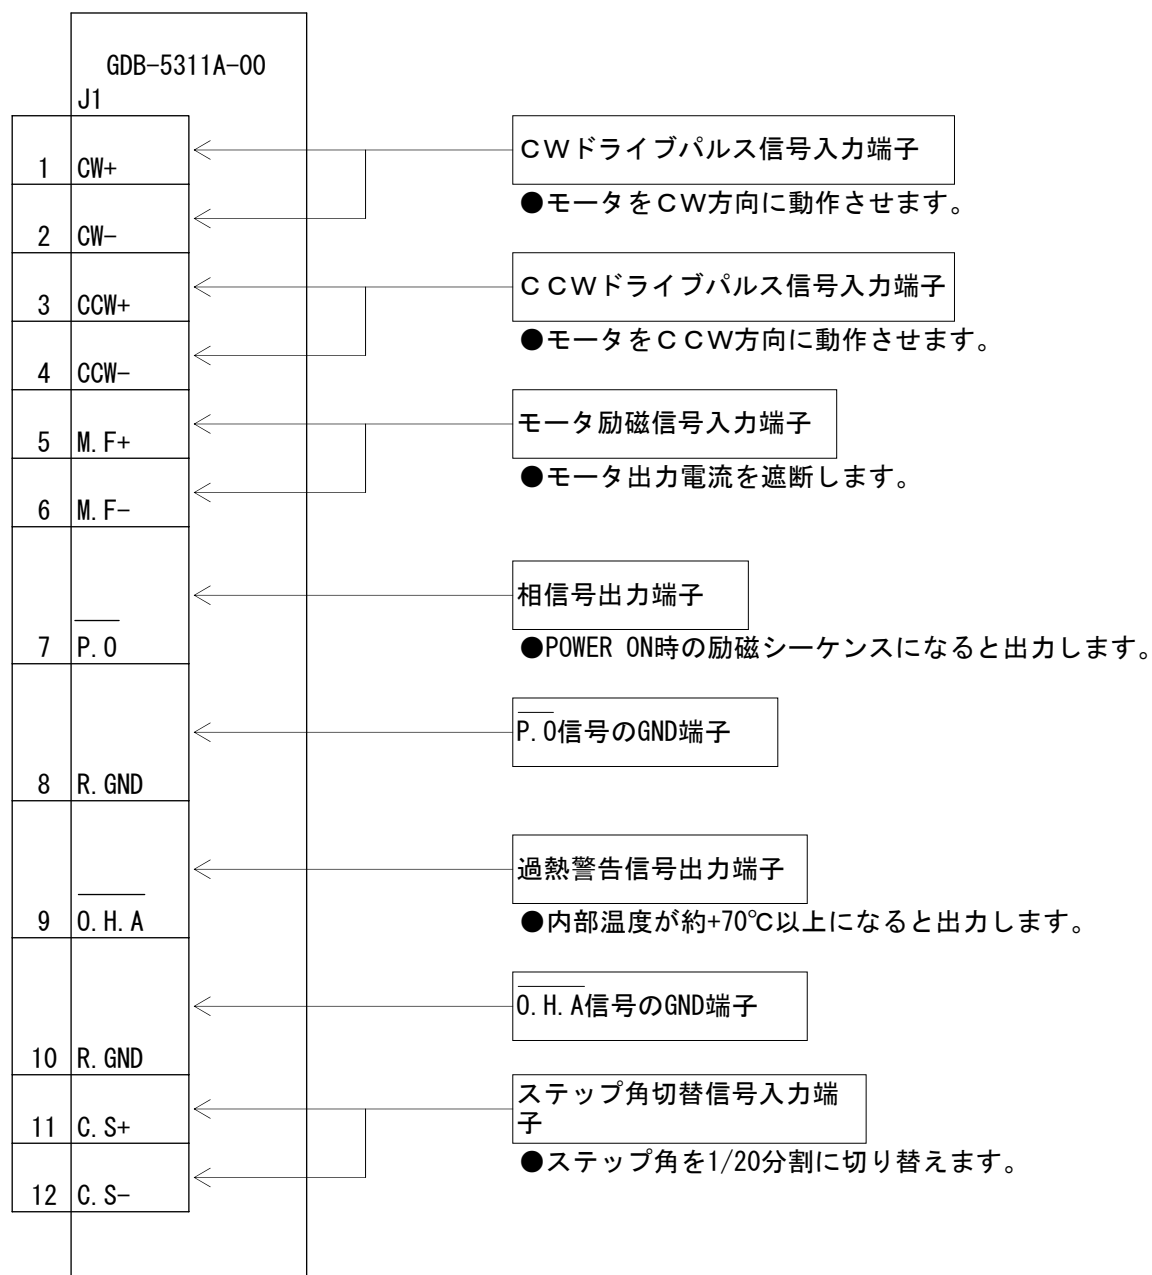 GDB-5311A-00
J1
1 CW+
CWドライブパルス信号入力端子
●モータをCW方向に動作させます。
2 CW-
3 CCW+
CCWドライブパルス信号入力端子
●モータをCCW方向に動作させます。
4 CCW-
5 M.F+
モータ励磁信号入力端子
●モータ出力電流を遮断します。
6 M.F-
相信号出力端子
7 P.O
●POWER ON時の励磁シーケンスになると出力します。
P.O信号のGND端子
8 R.GND
過熱警告信号出力端子
9 O.H.A
●内部温度が約+70℃以上になると出力します。
O.H.A信号のGND端子
10 R.GND
ステップ角切替信号入力端
子
11 C.S+
●ステップ角を1/20分割に切り替えます。
12 C.S-